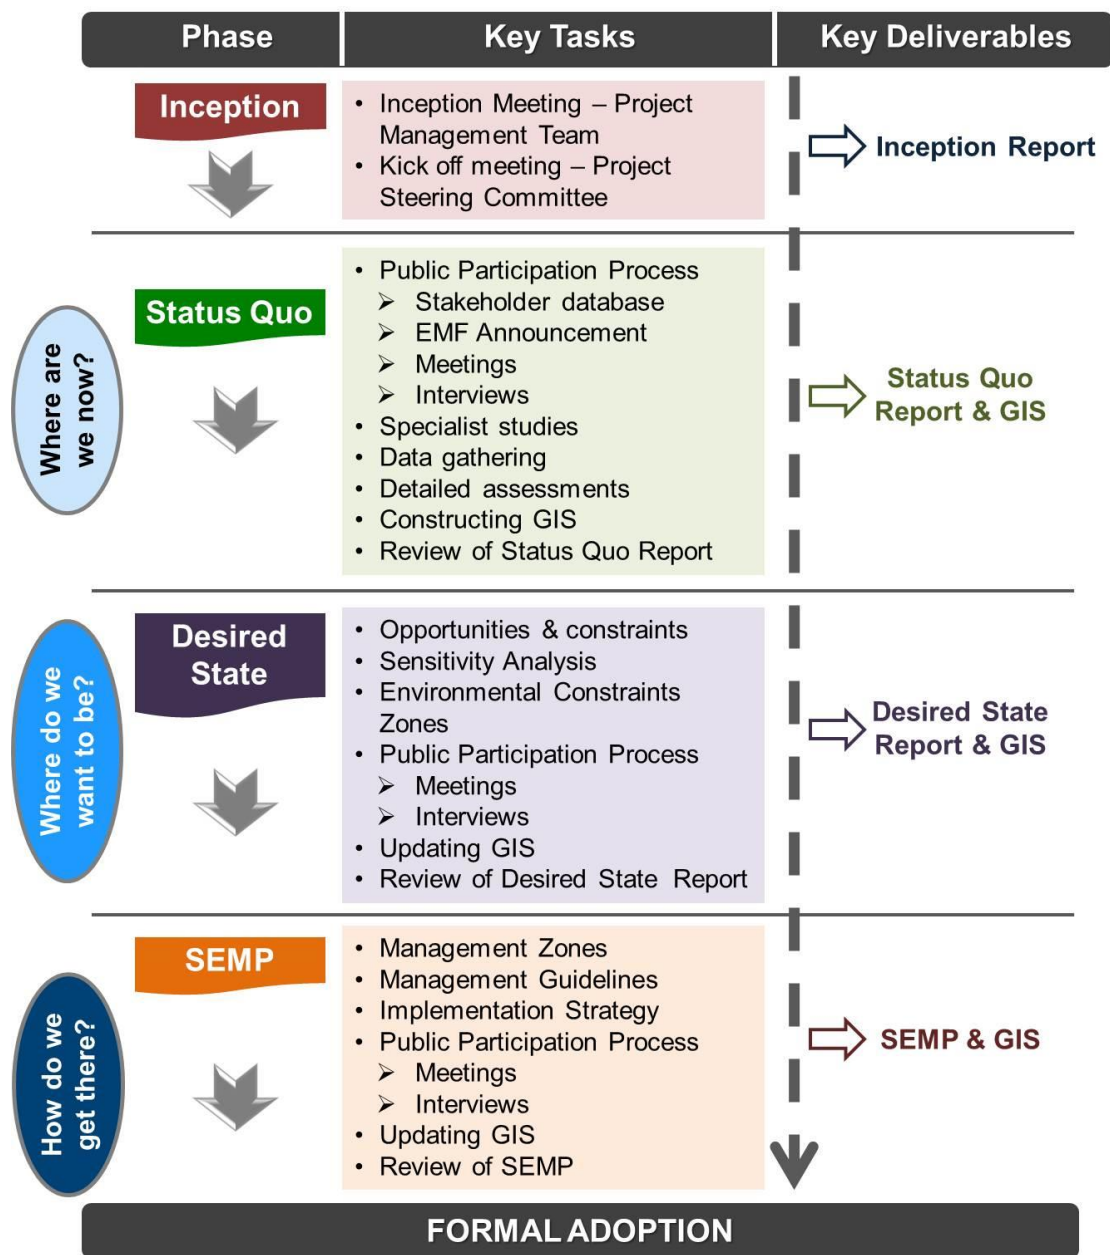 Phase
Key Tasks
Key Deliverables
Inception
• Inception Meeting – Project
Management Team
• Kick off meeting – Project
Steering Committee
Inception Report
Where are
we now?
Status Quo
• Public Participation Process
➢ Stakeholder database
➢ EMF Announcement
➢ Meetings
➢ Interviews
• Specialist studies
• Data gathering
• Detailed assessments
• Constructing GIS
• Review of Status Quo Report
Status Quo
Report & GIS
Where do we
want to be?
Desired
State
• Opportunities & constraints
• Sensitivity Analysis
• Environmental Constraints
Zones
• Public Participation Process
➢ Meetings
➢ Interviews
• Updating GIS
• Review of Desired State Report
Desired State
Report & GIS
How do we
get there?
SEMP
• Management Zones
• Management Guidelines
• Implementation Strategy
• Public Participation Process
➢ Meetings
➢ Interviews
• Updating GIS
• Review of SEMP
SEMP & GIS
FORMAL ADOPTION